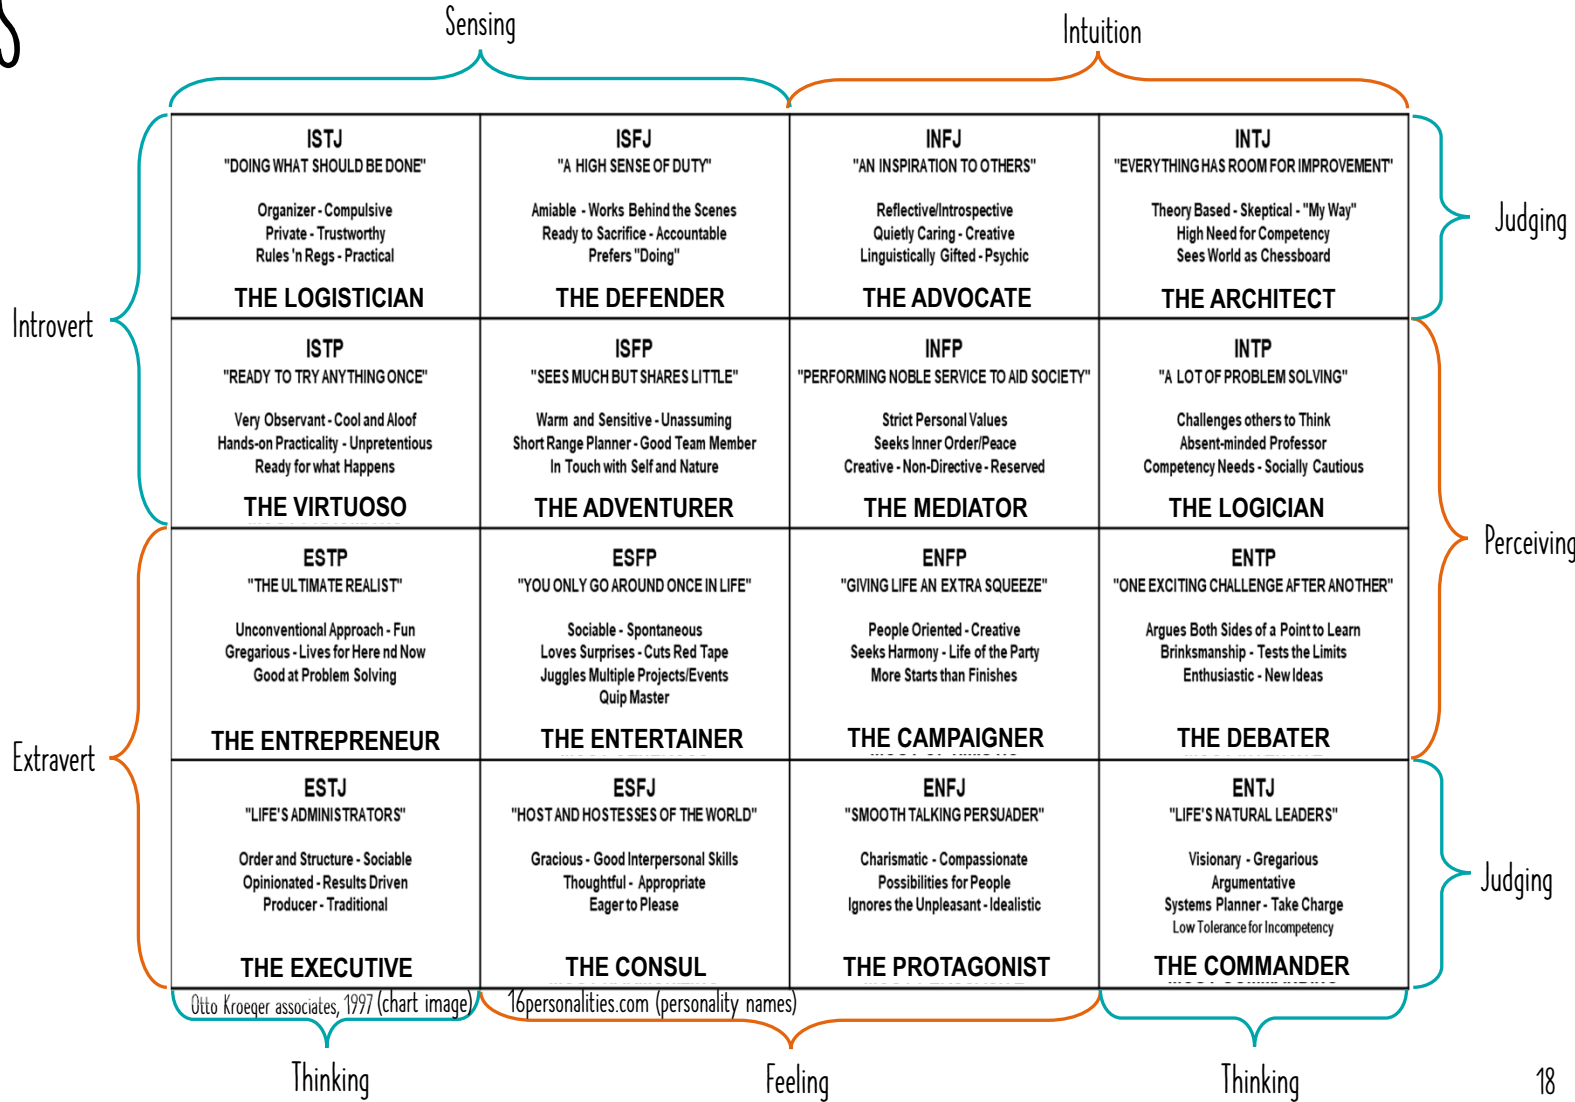 S
Sensing
Intuition
ISTJ
"DOING WHAT SHOULD BE DONE"
Organizer - Compulsive
Private - Trustworthy
Rules 'n Regs - Practical
THE LOGISTICIAN
ISFJ
"A HIGH SENSE OF DUTY"
Amiable - Works Behind the Scenes
Ready to Sacrifice - Accountable
Prefers "Doing"
THE DEFENDER
INFJ
"AN INSPIRATION TO OTHERS"
Reflective/Introspective
Quietly Caring - Creative
Linguistically Gifted - Psychic
THE ADVOCATE
INTJ
"EVERYTHING HAS ROOM FOR IMPROVEMENT"
Theory Based - Skeptical - "My Way"
High Need for Competency
Sees World as Chessboard
THE ARCHITECT
Judging
Introvert
ISTP
"READY TO TRY ANYTHING ONCE"
Very Observant - Cool and Aloof
Hands-on Practicality - Unpretentious
Ready for what Happens
THE VIRTUOSO
ISFP
"SEES MUCH BUT SHARES LITTLE"
Warm and Sensitive - Unassuming
Short Range Planner - Good Team Member
In Touch with Self and Nature
THE ADVENTURER
INFP
"PERFORMING NOBLE SERVICE TO AID SOCIETY"
Strict Personal Values
Seeks Inner Order/Peace
Creative - Non-Directive - Reserved
THE MEDIATOR
INTP
"A LOT OF PROBLEM SOLVING"
Challenges others to Think
Absent-minded Professor
Competency Needs - Socially Cautious
THE LOGICIAN
Perceiving
ESTP
"THE ULTIMATE REALIST"
Unconventional Approach - Fun
Gregarious - Lives for Here nd Now
Good at Problem Solving
THE ENTREPRENEUR
ESFP
"YOU ONLY GO AROUND ONCE IN LIFE"
Sociable - Spontaneous
Loves Surprises - Cuts Red Tape
Juggles Multiple Projects/Events
Quip Master
THE ENTERTAINER
ENFP
"GIVING LIFE AN EXTRA SQUEEZE"
People Oriented - Creative
Seeks Harmony - Life of the Party
More Starts than Finishes
THE CAMPAIGNER
ENTP
"ONE EXCITING CHALLENGE AFTER ANOTHER"
Argues Both Sides of a Point to Learn
Brinksmanship - Tests the Limits
Enthusiastic - New Ideas
THE DEBATER
Extravert
ESTJ
"LIFE'S ADMINISTRATORS"
Order and Structure - Sociable
Opinionated - Results Driven
Producer - Traditional
THE EXECUTIVE
ESFJ
"HOST AND HOSTESSES OF THE WORLD"
Gracious - Good Interpersonal Skills
Thoughtful - Appropriate
Eager to Please
THE CONSUL
ENFJ
"SMOOTH TALKING PERSUADER"
Charismatic - Compassionate
Possibilities for People
Ignores the Unpleasant - Idealistic
THE PROTAGONIST
ENTJ
"LIFE'S NATURAL LEADERS"
Visionary - Gregarious
Argumentative
Systems Planner - Take Charge
Low Tolerance for Incompetency
THE COMMANDER
Judging
Otto Kroeger associates, 1997 (chart image)
16personalities.com (personality names)
Thinking
Feeling
Thinking
18